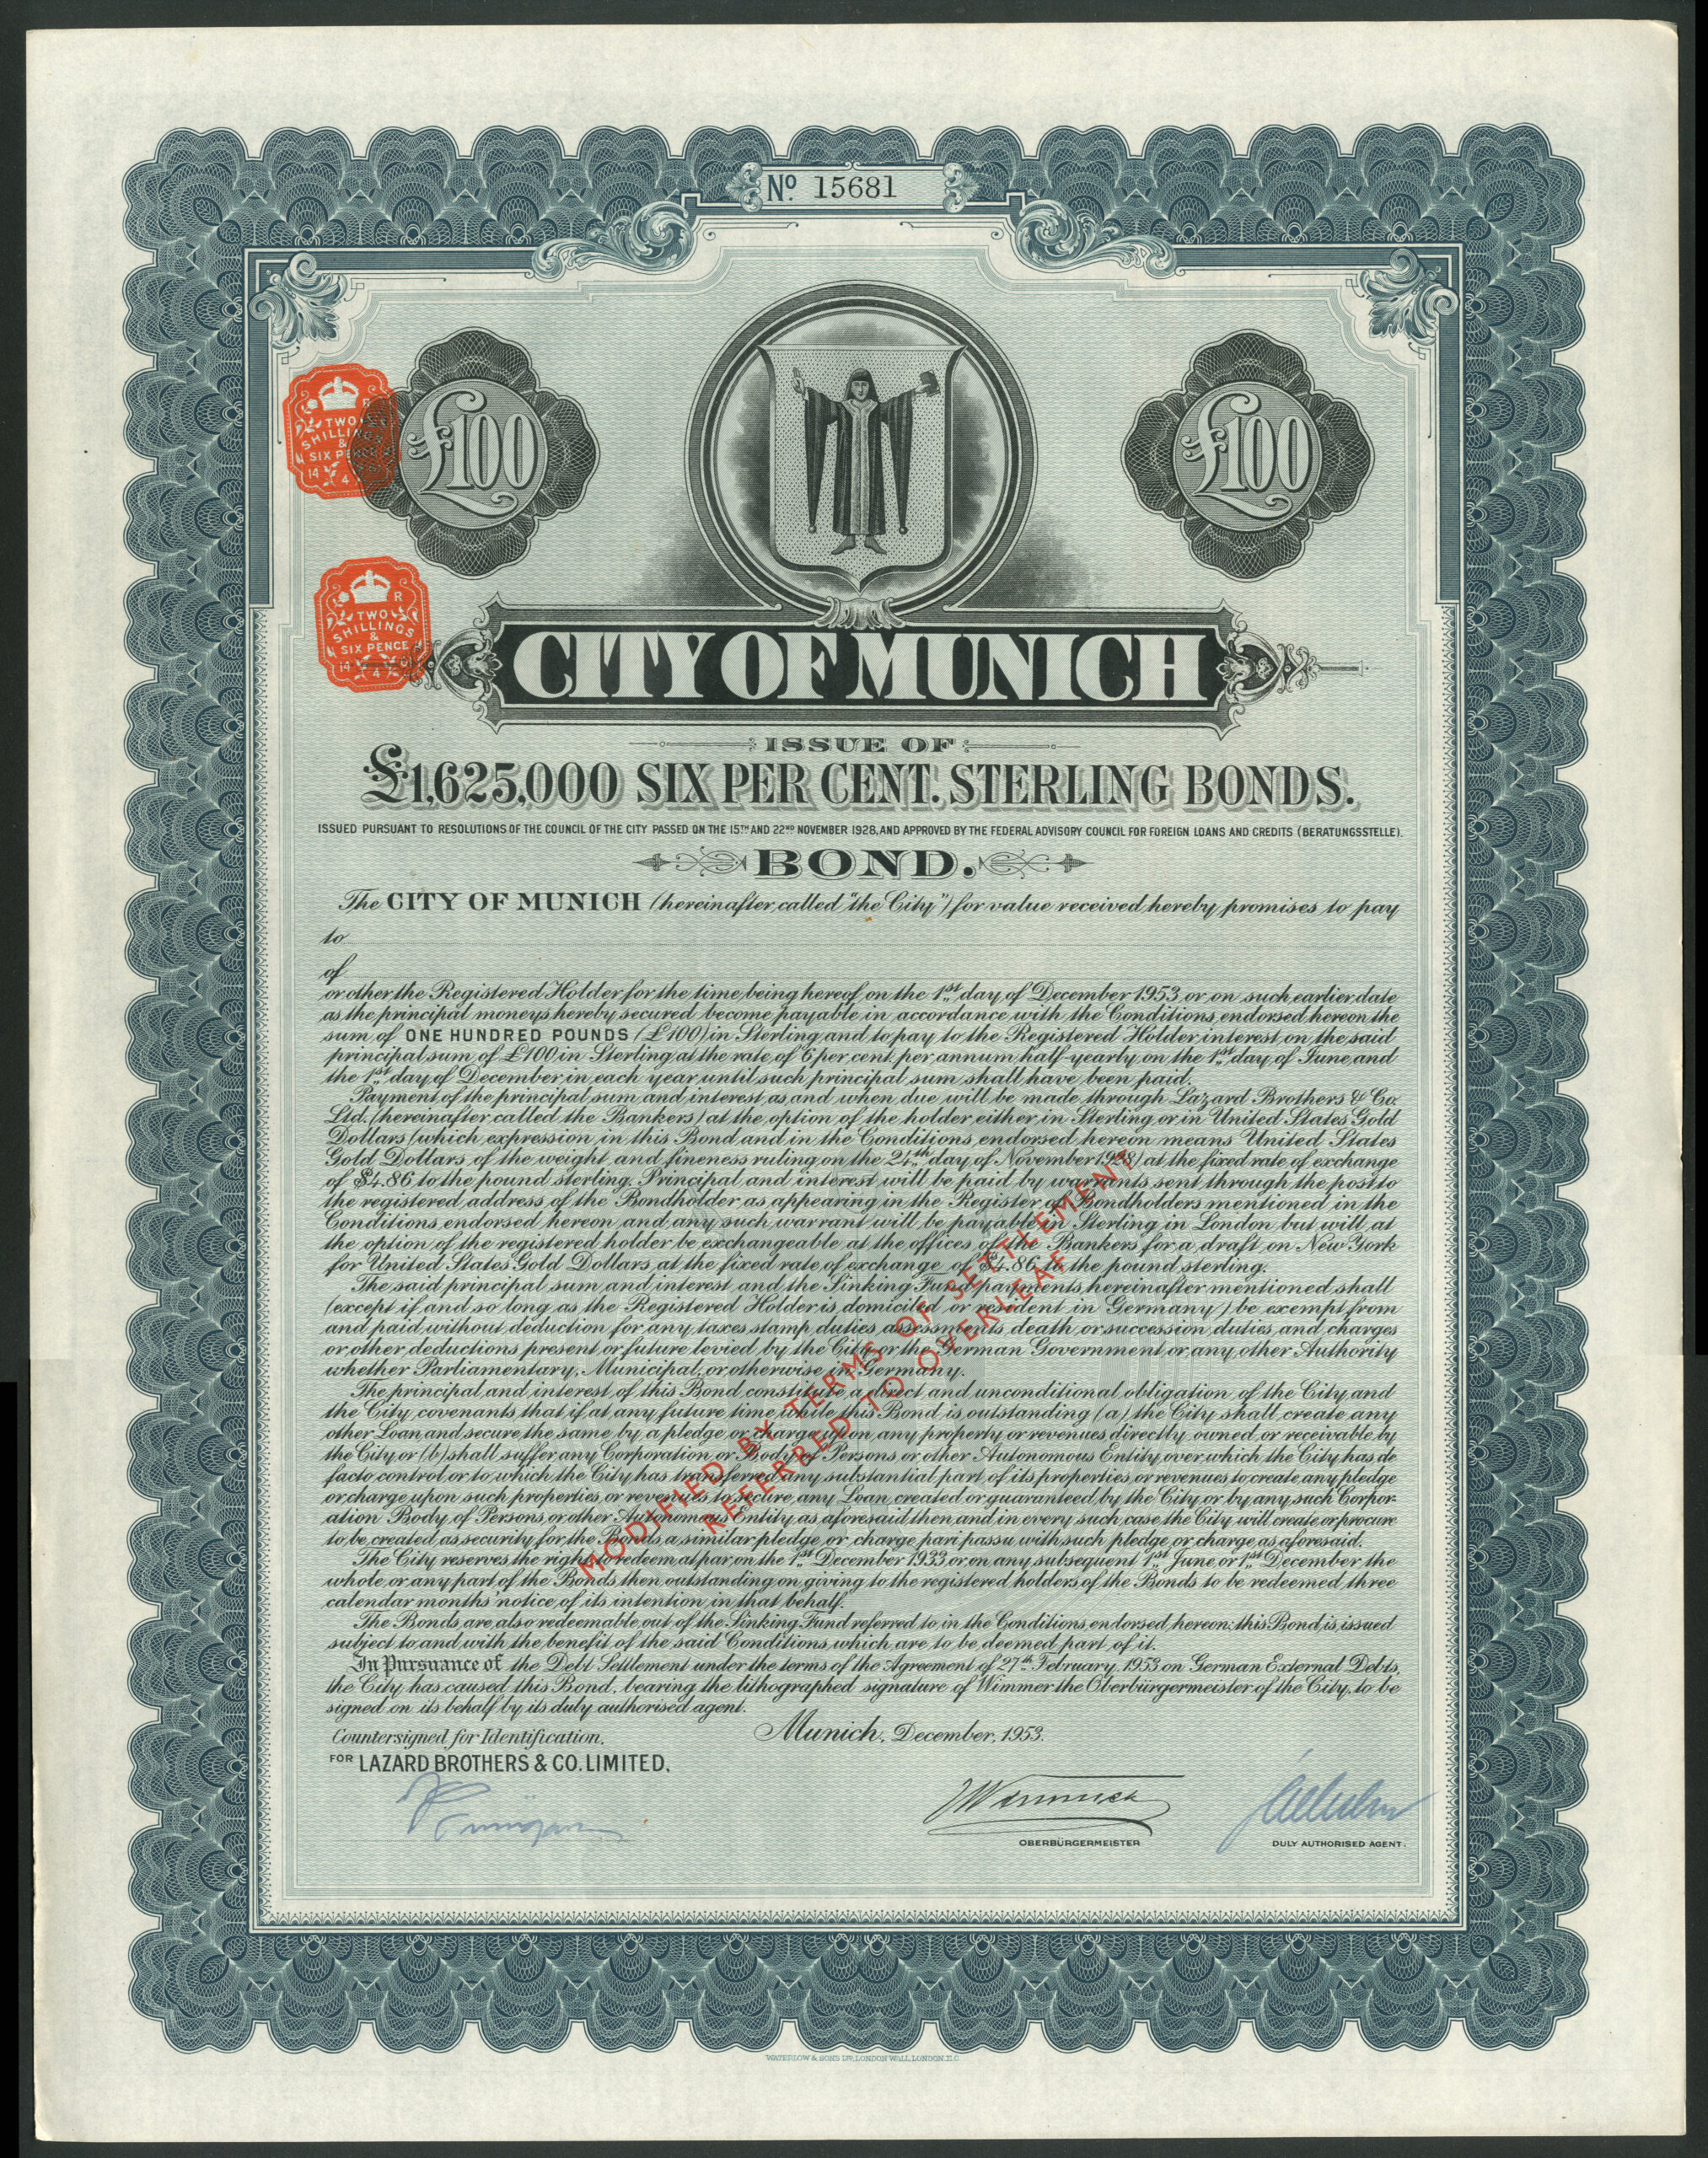 Nº 15681
£100
£100
TWO
SHILLINGS
&
SIX PENCE
14 4
R
TWO
SHILLINGS
&
SIX PENCE
14 4
CITY OF MUNICH
ISSUE OF
£1,625,000 SIX PER CENT. STERLING BONDS.
ISSUED PURSUANT TO RESOLUTIONS OF THE COUNCIL OF THE CITY PASSED ON THE 15TH AND 22ND NOVEMBER 1928, AND APPROVED BY THE FEDERAL ADVISORY COUNCIL FOR FOREIGN LOANS AND CREDITS (BERATUNGSSTELLE).
BOND.
The CITY OF MUNICH (hereinafter called "the City") for value received hereby promises to pay
to
of
or other the Registered Holder for the time being hereof on the 1st day of December 1953 or on such earlier date
as the principal moneys hereby secured become payable in accordance with the Conditions endorsed hereon the
sum of ONE HUNDRED POUNDS (£100) in Sterling and to pay to the Registered Holder interest on the said
principal sum of £100 in Sterling at the rate of 6 per cent. per annum half-yearly on the 1st day of June and
the 1st day of December in each year until such principal sum shall have been paid.
Payment of the principal sum and interest as and when due will be made through Lazard Brothers & Co.
Ltd. (hereinafter called the Bankers) at the option of the holder either in Sterling or in United States Gold
Dollars (which expression in this Bond and in the Conditions endorsed hereon means United States
Gold Dollars of the weight and fineness ruling on the 24th day of November 1928) at the fixed rate of exchange
of $4.86 to the pound sterling. Principal and interest will be paid by warrants sent through the post to
the registered address of the Bondholder as appearing in the Register of Bondholders mentioned in the
Conditions endorsed hereon and any such warrant will be payable in Sterling in London but will at
the option of the registered holder be exchangeable at the offices of the Bankers for a draft on New York
for United States Gold Dollars at the fixed rate of exchange of $4.86 to the pound sterling.
The said principal sum and interest and the Sinking Fund payments hereinafter mentioned shall
(except if and so long as the Registered Holder is domiciled or resident in Germany) be exempt from
and paid without deduction for any taxes stamp duties assessments death or succession duties and charges
or other deductions present or future levied by the City or the German Government or any other Authority
whether Parliamentary, Municipal, or otherwise in Germany.
The principal and interest of this Bond constitute a direct and unconditional obligation of the City and
the City covenants that if at any future time while this Bond is outstanding (a) the City shall create any
other Loan and secure the same by a pledge or charge upon any property or revenues directly owned or receivable by
the City or (b) shall suffer any Corporation or Body of Persons or other Autonomous Entity over which the City has de
facto control or to which the City has transferred any substantial part of its properties or revenues to create any pledge
or charge upon such properties or revenues to secure any Loan created or guaranteed by the City or by any such Corpor-
ation Body of Persons or other Autonomous Entity as aforesaid then and in every such case the City will create or procure
to be created as security for the Bonds a similar pledge or charge pari passu with such pledge or charge as aforesaid.
The City reserves the right to redeem at par on the 1st December 1933 or on any subsequent 1st June or 1st December the
whole or any part of the Bonds then outstanding on giving to the registered holders of the Bonds to be redeemed three
calendar months' notice of its intention in that behalf.
The Bonds are also redeemable out of the Sinking Fund referred to in the Conditions endorsed hereon; this Bond is issued
subject to and with the benefit of the said Conditions which are to be deemed part of it.
In Pursuance of the Debt Settlement under the terms of the Agreement of 27th February, 1953 on German External Debts,
the City has caused this Bond, bearing the lithographed signature of Wimmer the Oberbürgermeister of the City, to be
signed on its behalf by its duly authorised agent.
MODIFIED BY TERMS OF SETTLEMENT
REFERRED TO OVERLEAF
Munich, December, 1953.
Countersigned for Identification.
FOR LAZARD BROTHERS & CO. LIMITED.
Wimmer
OBERBÜRGERMEISTER
DULY AUTHORISED AGENT.
WATERLOW & SONS LTD, LONDON WALL, LONDON. E.C